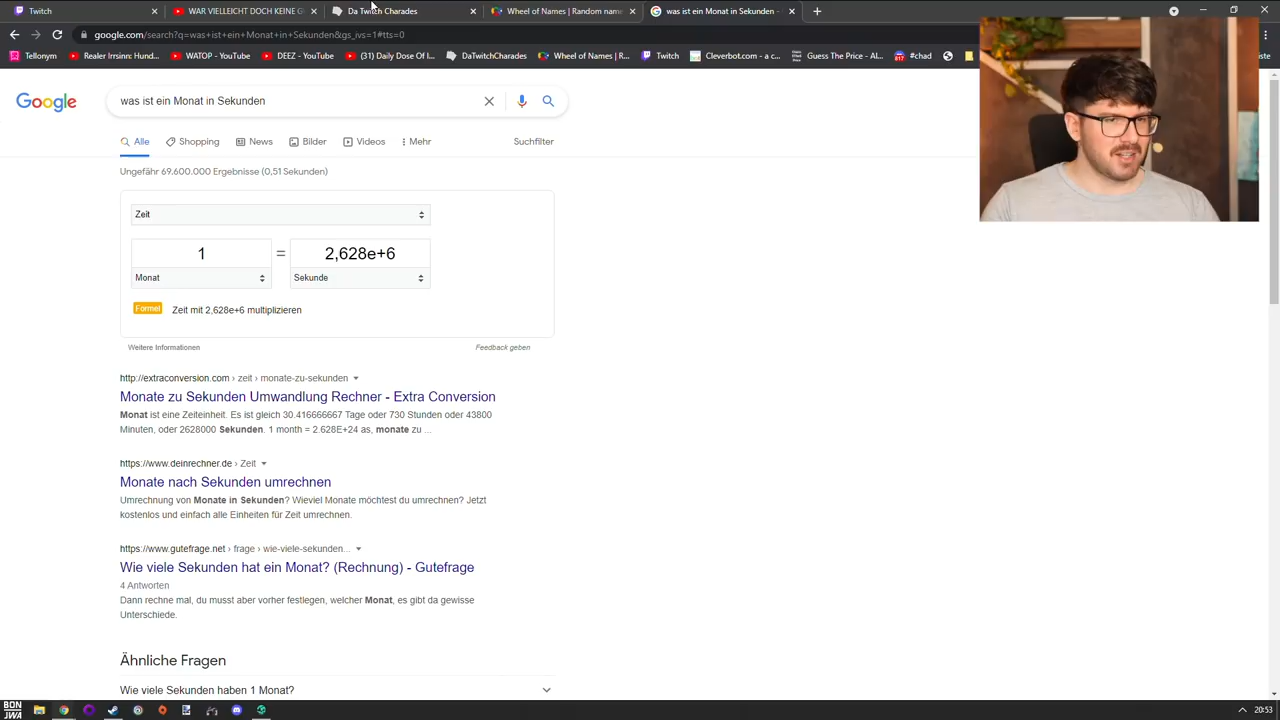 Twitch
WAR VIELLEICHT DOCH KEINE G
Da Twitch Charades
Wheel of Names | Random name
was ist ein Monat in Sekunden -
google.com/search?q=was+ist+ein+Monat+in+Sekunden&gs_ivs=1#tts=0
Tellonym
Realer Irrsinn: Hund...
WATOP - YouTube
DEEZ - YouTube
(31) Daily Dose Of I...
DaTwitchCharades
Wheel of Names | R...
Twitch
Cleverbot.com - a c...
Guess The Price - Al...
#chad
iste
Google
was ist ein Monat in Sekunden
Alle
Shopping
News
Bilder
Videos
Mehr
Suchfilter
Ungefähr 69.600.000 Ergebnisse (0,51 Sekunden)
Zeit
1 = 2,628e+6
Monat
Sekunde
Formel
Zeit mit 2,628e+6 multiplizieren
Weitere Informationen
Feedback geben
http://extraconversion.com › zeit › monate-zu-sekunden
Monate zu Sekunden Umwandlung Rechner - Extra Conversion
Monat ist eine Zeiteinheit. Es ist gleich 30.416666667 Tage oder 730 Stunden oder 43800
Minuten, oder 2628000 Sekunden. 1 month = 2.628E+24 as, monate zu ...
https://www.deinrechner.de › Zeit
Monate nach Sekunden umrechnen
Umrechnung von Monate in Sekunden? Wieviel Monate möchtest du umrechnen? Jetzt
kostenlos und einfach alle Einheiten für Zeit umrechnen.
https://www.gutefrage.net › frage › wie-viele-sekunden...
Wie viele Sekunden hat ein Monat? (Rechnung) - Gutefrage
4 Antworten
Dann rechne mal, du musst aber vorher festlegen, welcher Monat, es gibt da gewisse
Unterschiede.
Ähnliche Fragen
Wie viele Sekunden haben 1 Monat?
BON
JWA
20:53